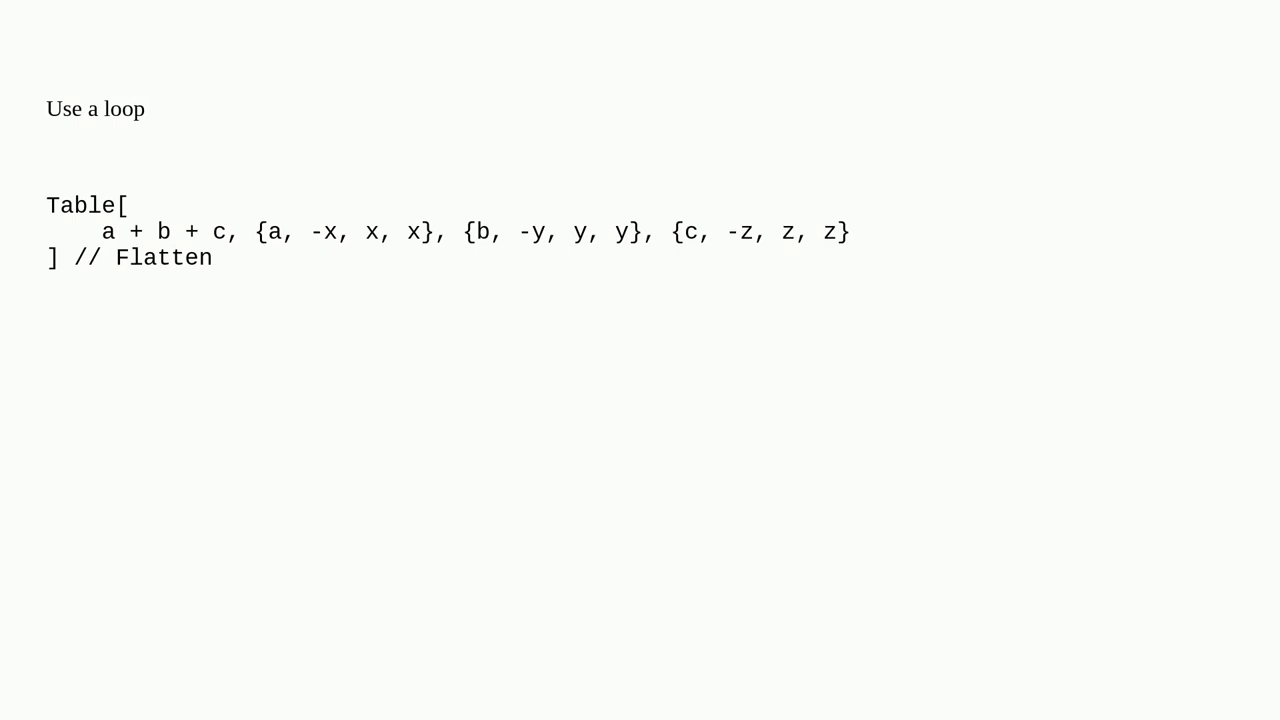 Use a loop
Table[
    a + b + c, {a, -x, x, x}, {b, -y, y, y}, {c, -z, z, z}
] // Flatten